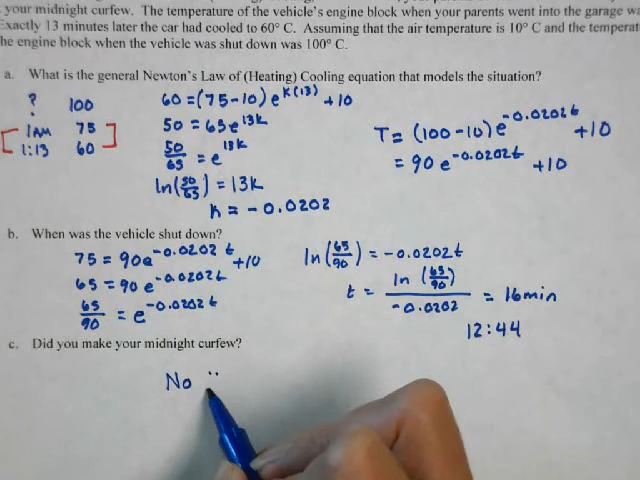 your midnight curfew. The temperature of the vehicle's engine block when your parents went into the garage wa
Exactly 13 minutes later the car had cooled to 60° C. Assuming that the air temperature is 10° C and the temperat
he engine block when the vehicle was shut down was 100° C.
a. What is the general Newton's Law of (Heating) Cooling equation that models the situation?
? 100
1AM 75
1:13 60
60=(75-10)e^k(13) +10
50 = 65e^13k
50/65 = e^13k
ln(50/65) = 13k
k = -0.0202
T= (100-10)e^-0.0202t +10
= 90e^-0.0202t +10
b. When was the vehicle shut down?
75 = 90e^-0.0202t +10
65 = 90e^-0.0202t
65/90 = e^-0.0202t
ln(65/90) = -0.0202t
t = ln(65/90)/-0.0202 = 16min
12:44
c. Did you make your midnight curfew?
No